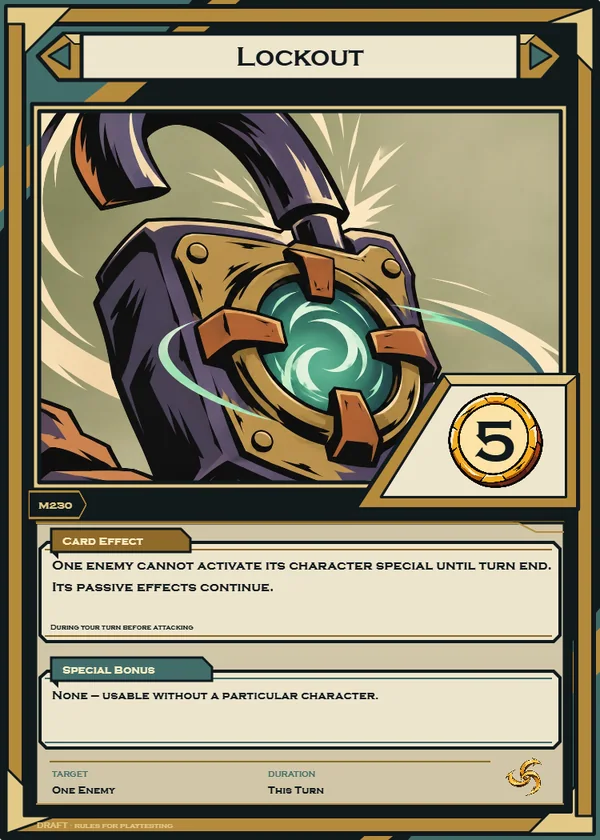 Lockout
5
M230
Card Effect
One enemy cannot activate its character special until turn end.
Its passive effects continue.
During your turn before attacking
Special Bonus
None – usable without a particular character.
Target
Duration
One Enemy
This Turn
DRAFT · Rules for playtesting